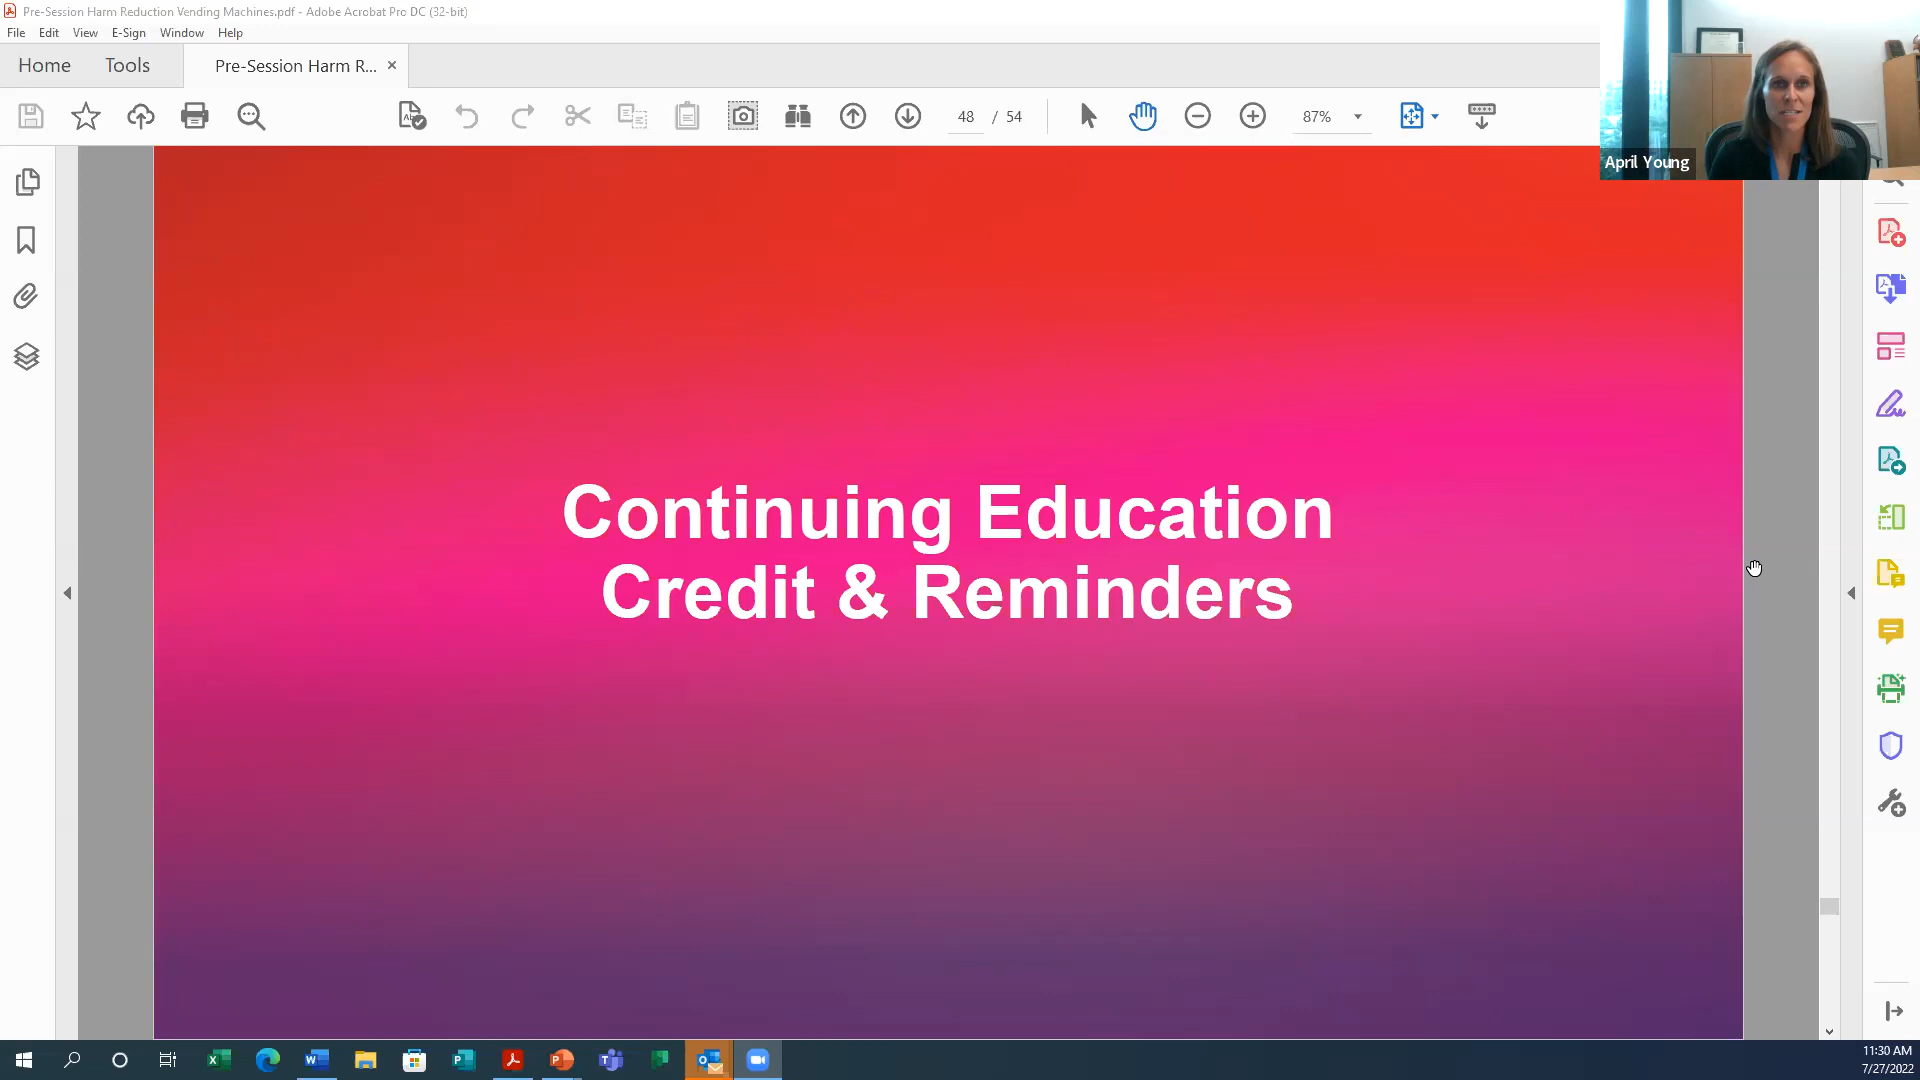 Pre-Session Harm Reduction Vending Machines.pdf - Adobe Acrobat Pro DC (32-bit)
File Edit View E-Sign Window Help
Home Tools Pre-Session Harm R... ×
48 / 54 87%
April Young
Continuing Education
Credit & Reminders
11:30 AM
7/27/2022